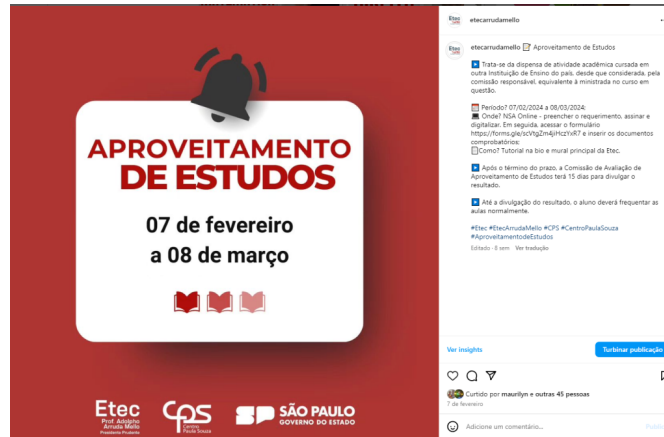 APROVEITAMENTO
DE ESTUDOS
07 de fevereiro
a 08 de março
Etec
Prof. Adolpho
Arruda Mello
Presidente Prudente
CPS
Centro
Paula Souza
SP
SÃO PAULO
GOVERNO DO ESTADO
etecarrudamello
etecarrudamello 📝 Aproveitamento de Estudos
▶️ Trata-se da dispensa de atividade acadêmica cursada em
outra Instituição de Ensino do país, desde que considerada, pela
comissão responsável, equivalente à ministrada no curso em
questão.
📅 Período? 07/02/2024 a 08/03/2024;
💻 Onde? NSA Online - preencher o requerimento, assinar e
digitalizar. Em seguida, acessar o formulário
https://forms.gle/scVtgZm4jiHczYxR7 e inserir os documentos
comprobatórios;
📋Como? Tutorial na bio e mural principal da Etec.
▶️ Após o término do prazo, a Comissão de Avaliação de
Aproveitamento de Estudos terá 15 dias para divulgar o
resultado.
▶️ Até a divulgação do resultado, o aluno deverá frequentar as
aulas normalmente.
#Etec #EtecArrudaMello #CPS #CentroPaulaSouza
#AproveitamentodeEstudos
Editado · 8 sem Ver tradução
Ver insights
Turbinar publicação
Curtido por maurilyn e outras 45 pessoas
7 de fevereiro
Adicione um comentário...